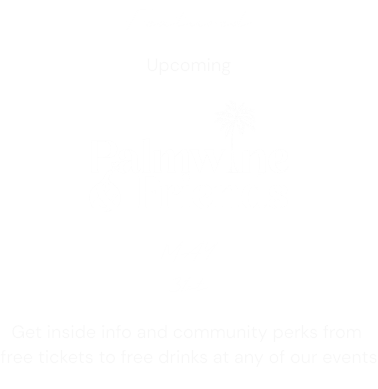 Upcoming
Get inside info and community perks from
free tickets to free drinks at any of our events